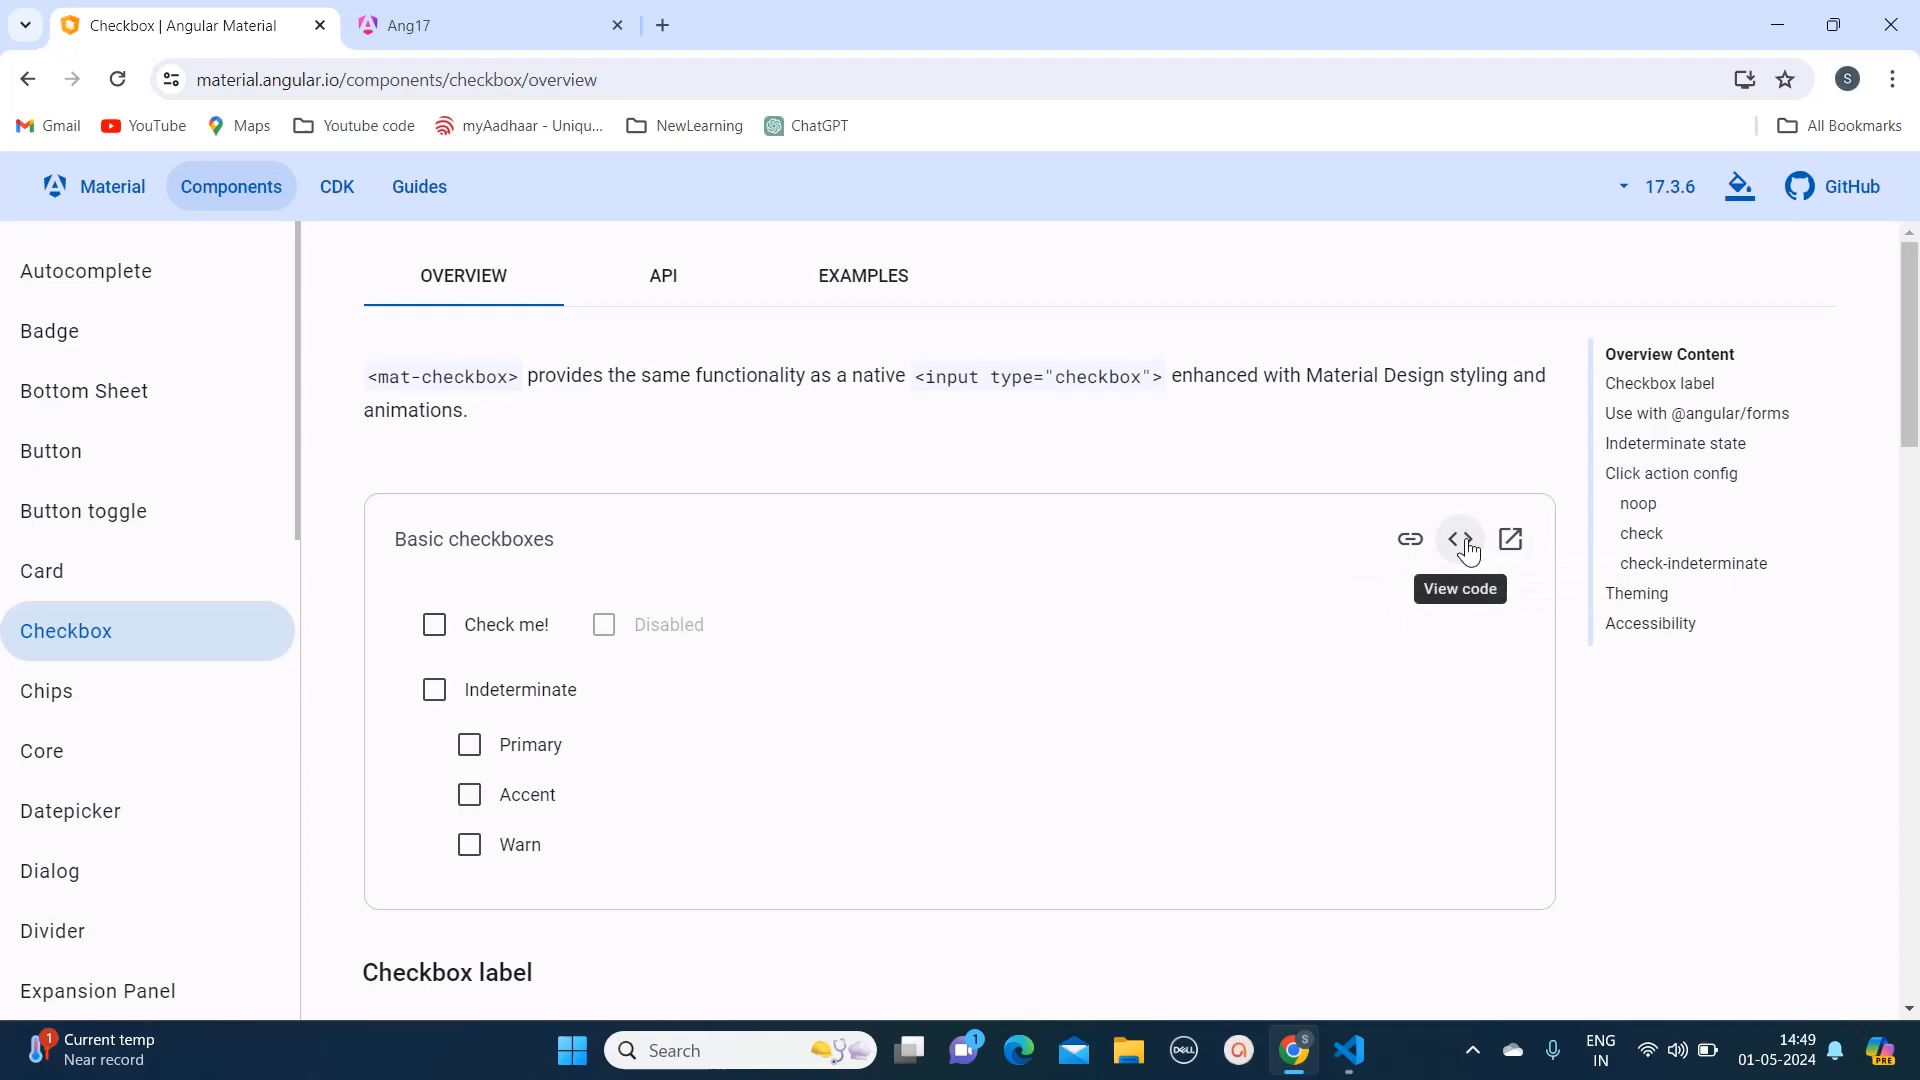 Checkbox | Angular Material
Ang17
material.angular.io/components/checkbox/overview
S
Gmail
YouTube
Maps
Youtube code
myAadhaar - Uniqu...
NewLearning
ChatGPT
All Bookmarks
Material
Components
CDK
Guides
17.3.6
GitHub
Autocomplete
Badge
Bottom Sheet
Button
Button toggle
Card
Checkbox
Chips
Core
Datepicker
Dialog
Divider
Expansion Panel
OVERVIEW
API
EXAMPLES
<mat-checkbox> provides the same functionality as a native <input type="checkbox"> enhanced with Material Design styling and
animations.
Basic checkboxes
View code
Check me!
Disabled
Indeterminate
Primary
Accent
Warn
Checkbox label
Overview Content
Checkbox label
Use with @angular/forms
Indeterminate state
Click action config
noop
check
check-indeterminate
Theming
Accessibility
1
Current temp
Near record
Search
1
DELL
a
S
ENG
IN
14:49
01-05-2024
PRE